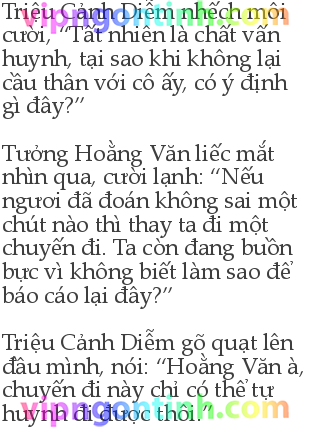 Triệu Cảnh Diễm nhếch môi
cười, “Tất nhiên là chất vấn
huynh, tại sao khi không lại
cầu thân với cô ấy, có ý định
gì đây?”
Tưởng Hoằng Văn liếc mắt
nhìn qua, cười lạnh: “Nếu
ngươi đã đoán không sai một
chút nào thì thay ta đi một
chuyến đi. Ta còn đang buồn
bực vì không biết làm sao để
báo cáo lại đây?”
Triệu Cảnh Diễm gõ quạt lên
đầu mình, nói: “Hoằng Văn à,
chuyến đi này chỉ có thể tự
huynh đi được thôi.”
vipngontinh.com
vipngontinh.com